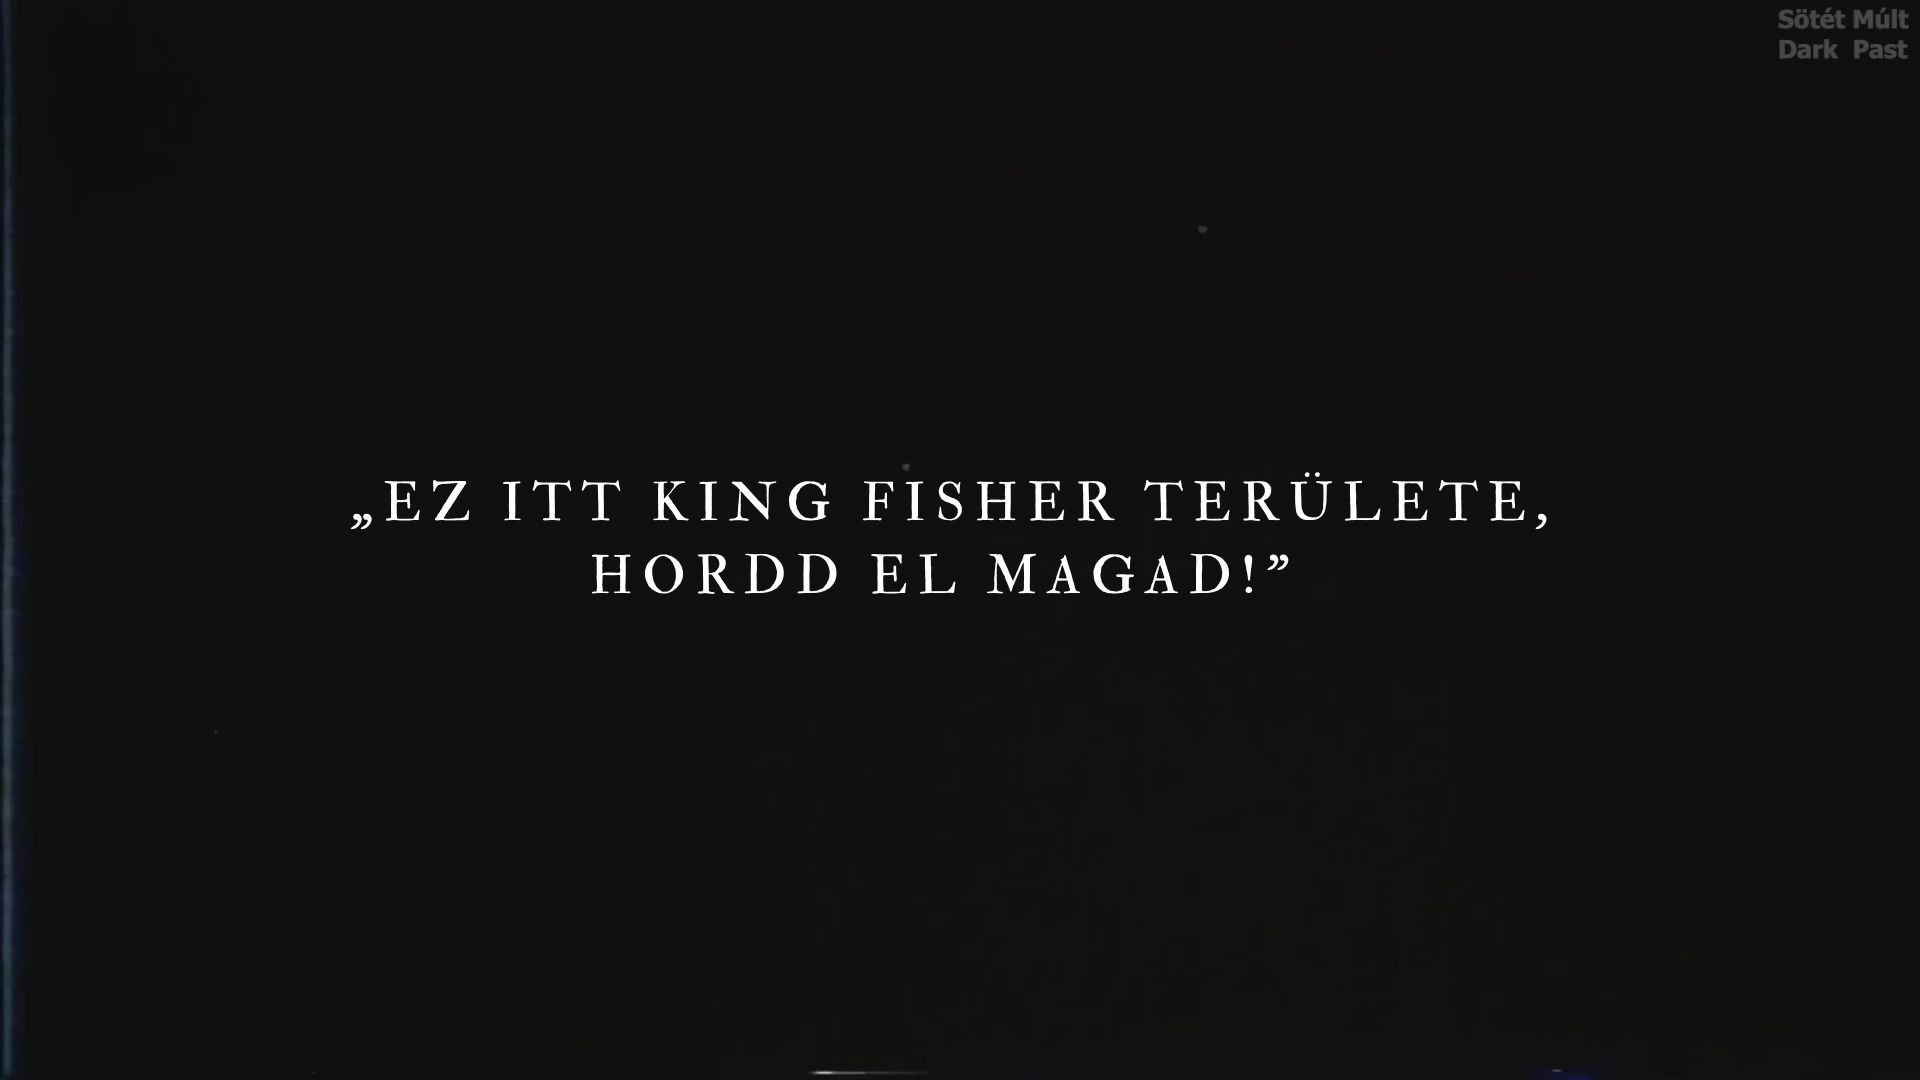 Sötét Múlt
Dark Past
„EZ ITT KING FISHER TERÜLETE,
HORDD EL MAGAD!”